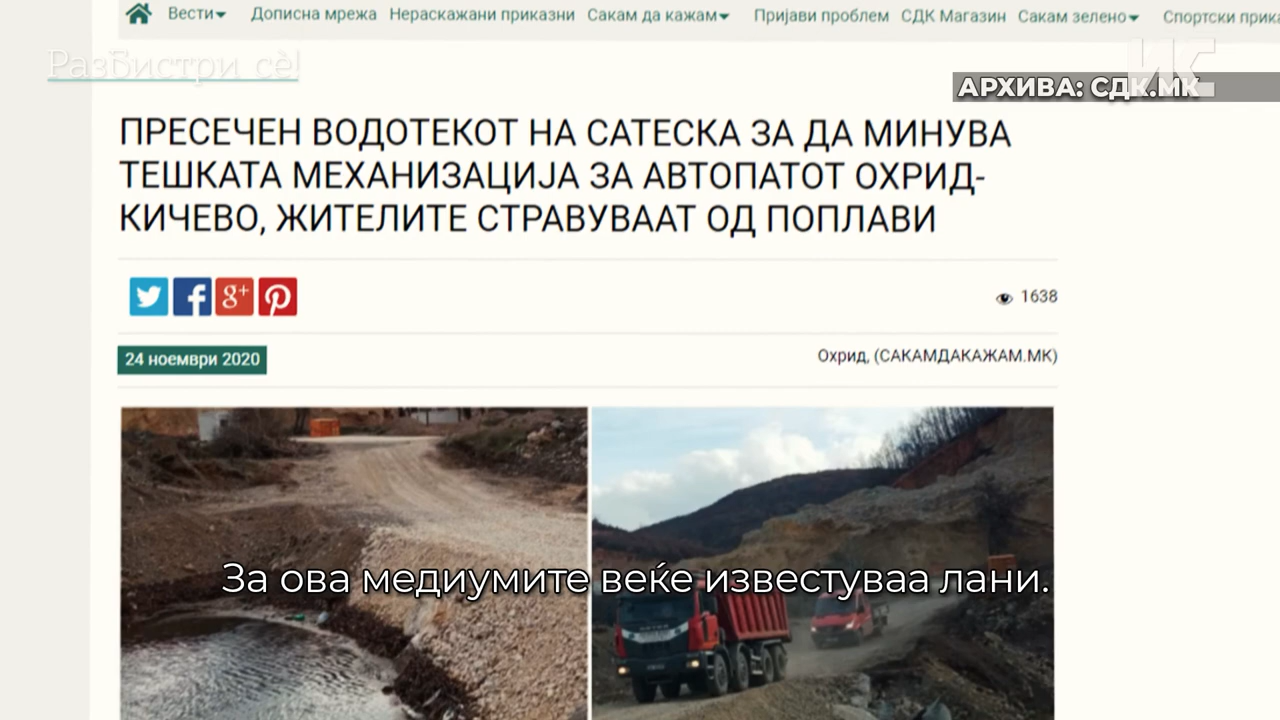 Вести Дописна мрежа Нераскажани приказни Сакам да кажам Пријави проблем СДК Магазин Сакам зелено Спортски прика
Разбистри сѐ!
ИС
АРХИВА: СДК.МК
ПРЕСЕЧЕН ВОДОТЕКОТ НА САТЕСКА ЗА ДА МИНУВА
ТЕШКАТА МЕХАНИЗАЦИЈА ЗА АВТОПАТОТ ОХРИД-
КИЧЕВО, ЖИТЕЛИТЕ СТРАВУВААТ ОД ПОПЛАВИ
1638
24 ноември 2020
Охрид, (САКАМДАКАЖАМ.МК)
За ова медиумите веќе известуваа лани.